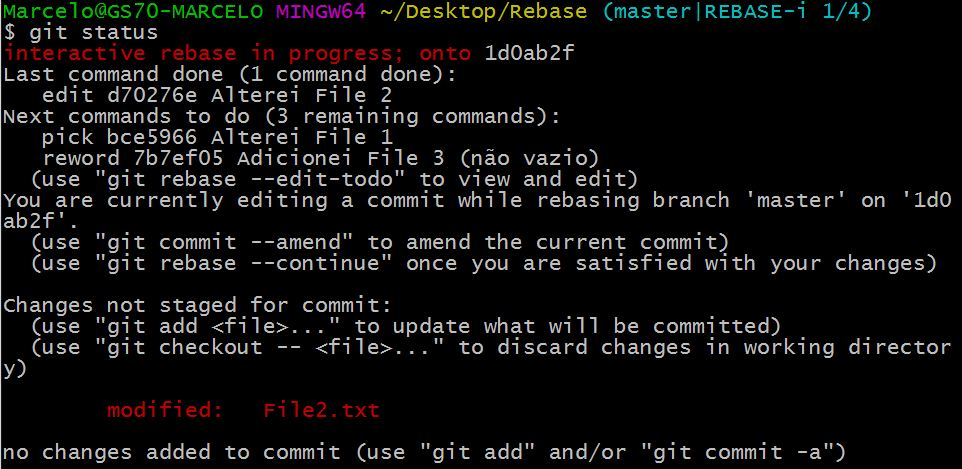 Marcelo@GS70-MARCELO MINGW64 ~/Desktop/Rebase (master|REBASE-i 1/4)
$ git status
interactive rebase in progress; onto 1d0ab2f
Last command done (1 command done):
   edit d70276e Alterei File 2
Next commands to do (3 remaining commands):
   pick bce5966 Alterei File 1
   reword 7b7ef05 Adicionei File 3 (não vazio)
  (use "git rebase --edit-todo" to view and edit)
You are currently editing a commit while rebasing branch 'master' on '1d0
ab2f'.
  (use "git commit --amend" to amend the current commit)
  (use "git rebase --continue" once you are satisfied with your changes)
Changes not staged for commit:
  (use "git add <file>..." to update what will be committed)
  (use "git checkout -- <file>..." to discard changes in working director
y)
        modified:   File2.txt
no changes added to commit (use "git add" and/or "git commit -a")